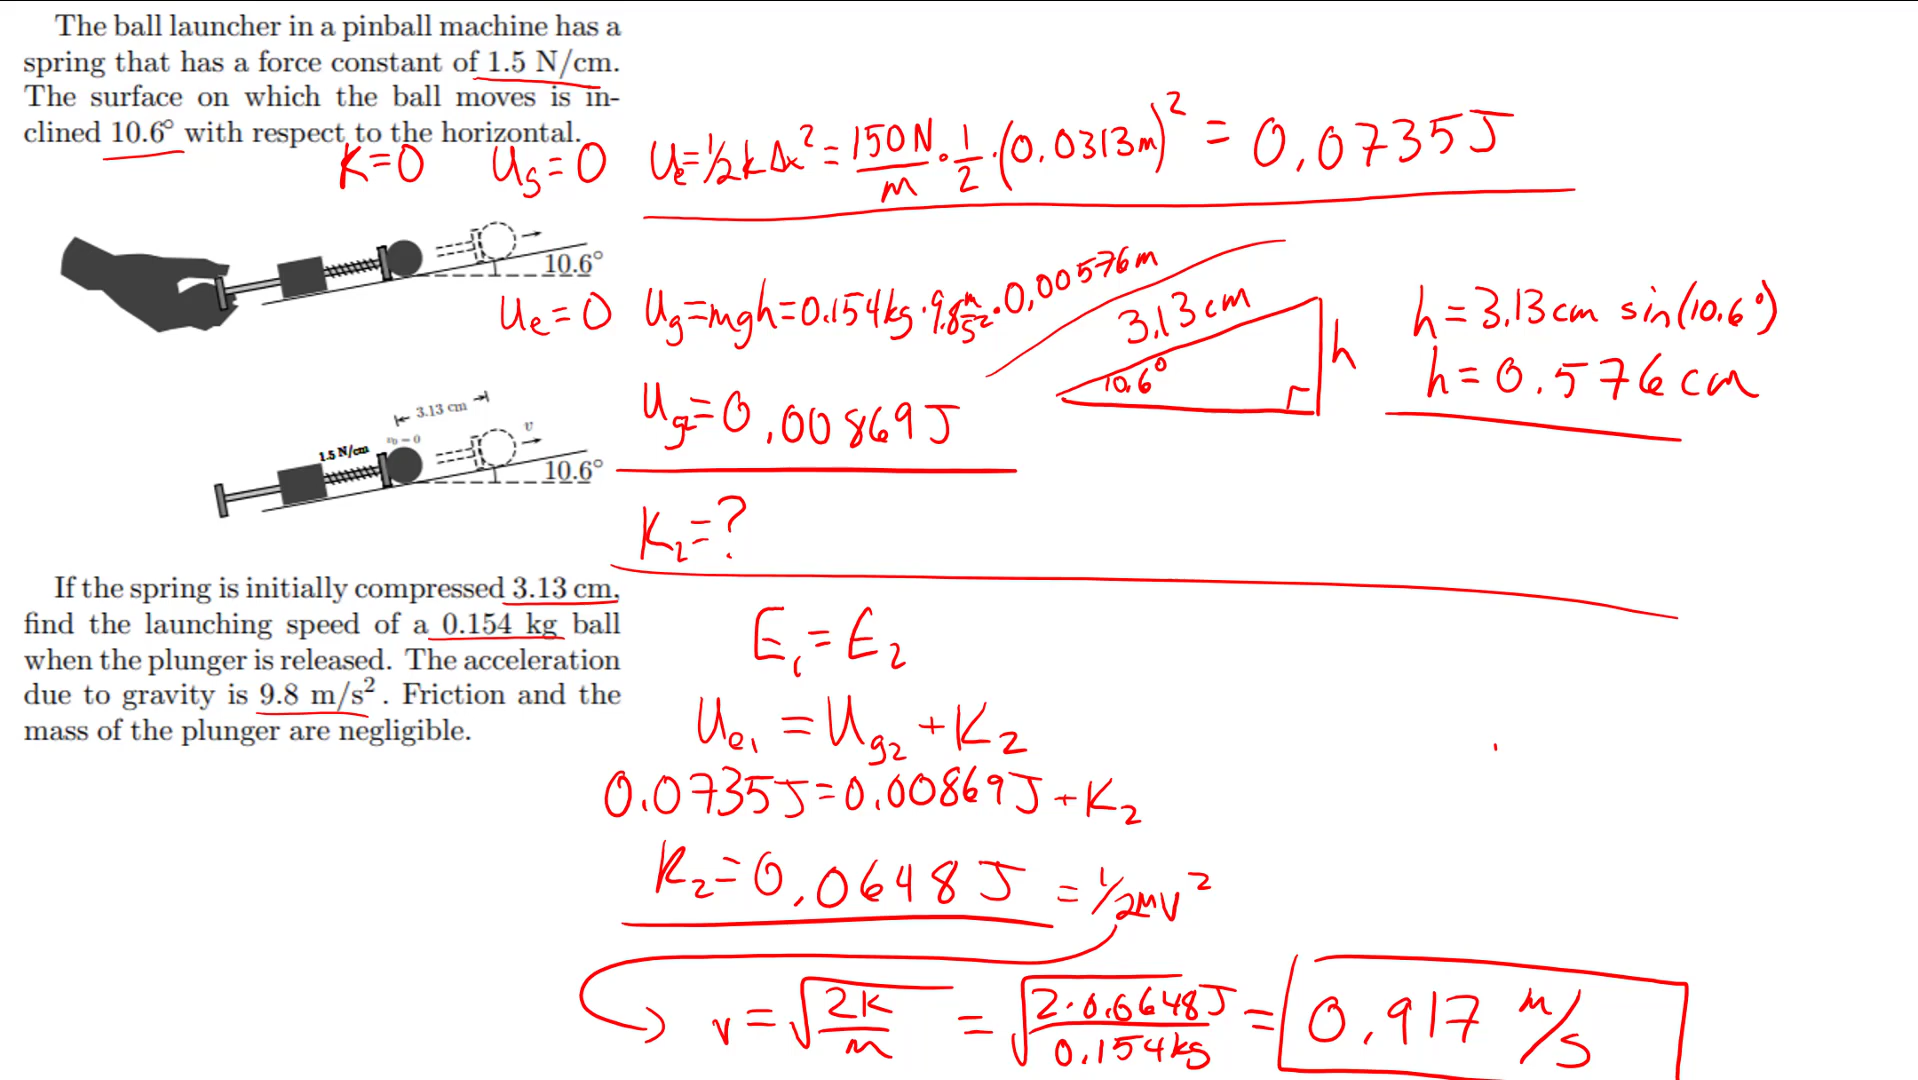 The ball launcher in a pinball machine has a
spring that has a force constant of 1.5 N/cm.
The surface on which the ball moves is in-
clined 10.6° with respect to the horizontal.
K=0 Ug=0 Ue=½kΔx²=150N/m·1/2·(0.0313m)²=0.0735J
10.6°
Ue=0 Ug=mgh=0.154kg·9.8m/s²·0.00576m
3.13cm
10.6°
h
h=3.13cm sin(10.6°)
h=0.576cm
Ug2=0.00869J
3.13 cm
v
1.5 N/cm
v₀ = 0
10.6°
K₂=?
If the spring is initially compressed 3.13 cm,
find the launching speed of a 0.154 kg ball
when the plunger is released. The acceleration
due to gravity is 9.8 m/s². Friction and the
mass of the plunger are negligible.
E₁=E₂
Ue₁=Ug₂+K₂
0.0735J=0.00869J+K₂
K₂=0.0648J=½mv²
v=√(2K/m)=√(2·0.0648J/0.154kg)=0.917 m/s